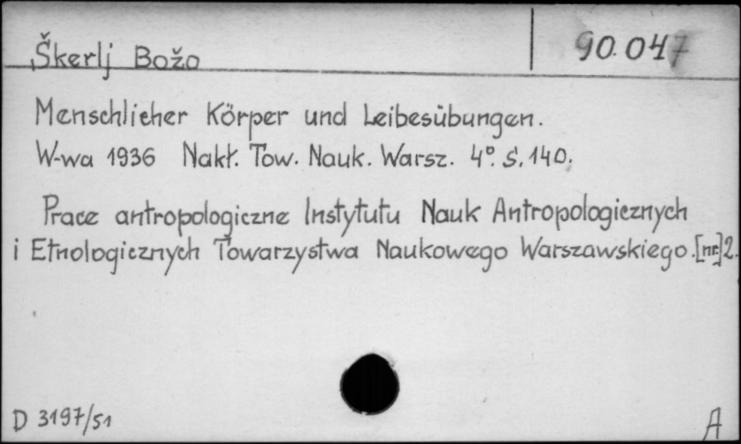 Škerlj Božo
90.047
Menschlicher Körper und Leibesübungen.
W-wa 1936 Nakł. Tow. Nauk. Warsz. 4°. S. 140.
Prace antropologiczne Instytutu Nauk Antropologicznych
i Etnologicznych Towarzystwa Naukowego Warszawskiego. [nr] 2.
D 3197/51
A